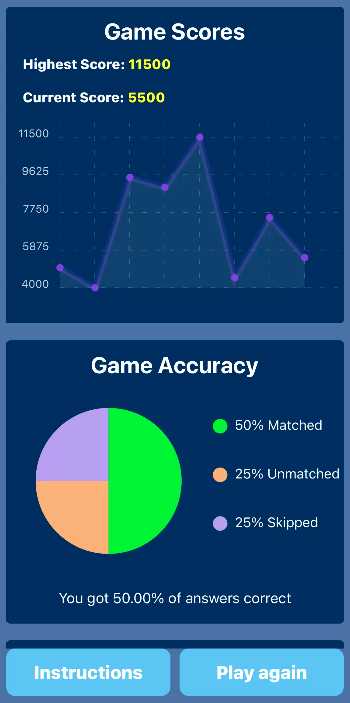 Game Scores
Highest Score: 11500
Current Score: 5500
11500
9625
7750
5875
4000
Game Accuracy
50% Matched
25% Unmatched
25% Skipped
You got 50.00% of answers correct
Instructions
Play again